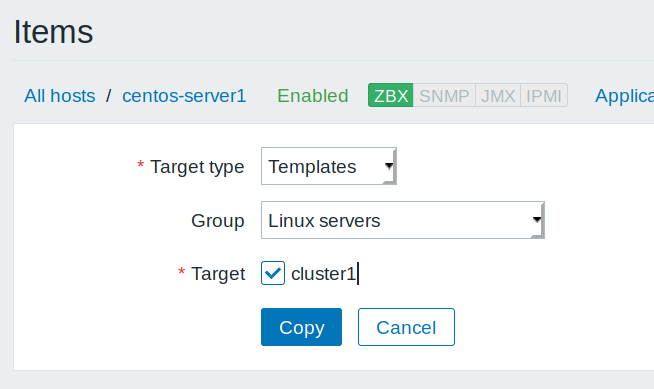 Items
All hosts / centos-server1 Enabled ZBX SNMP JMX IPMI Applica
* Target type Templates
Group Linux servers
* Target cluster1
Copy Cancel